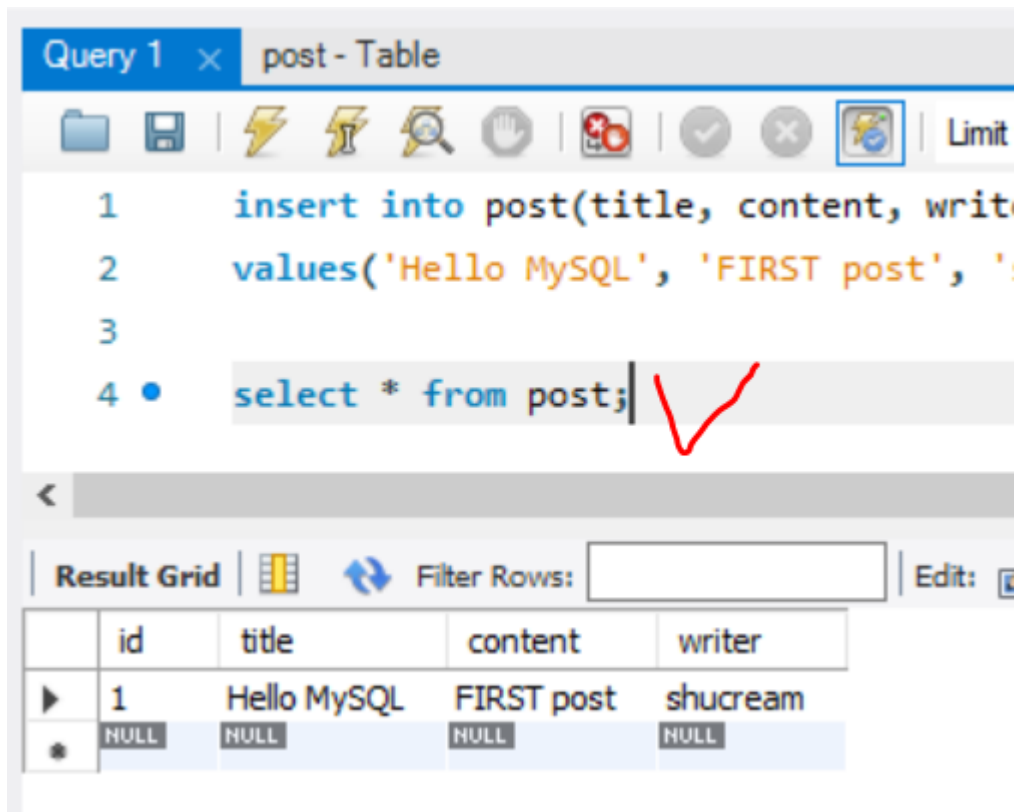 Query 1 post - Table
Limit
1 insert into post(title, content, write
2 values('Hello MySQL', 'FIRST post', '
3
4 select * from post;
Result Grid Filter Rows: Edit:
id title content writer
1 Hello MySQL FIRST post shucream
NULL NULL NULL NULL